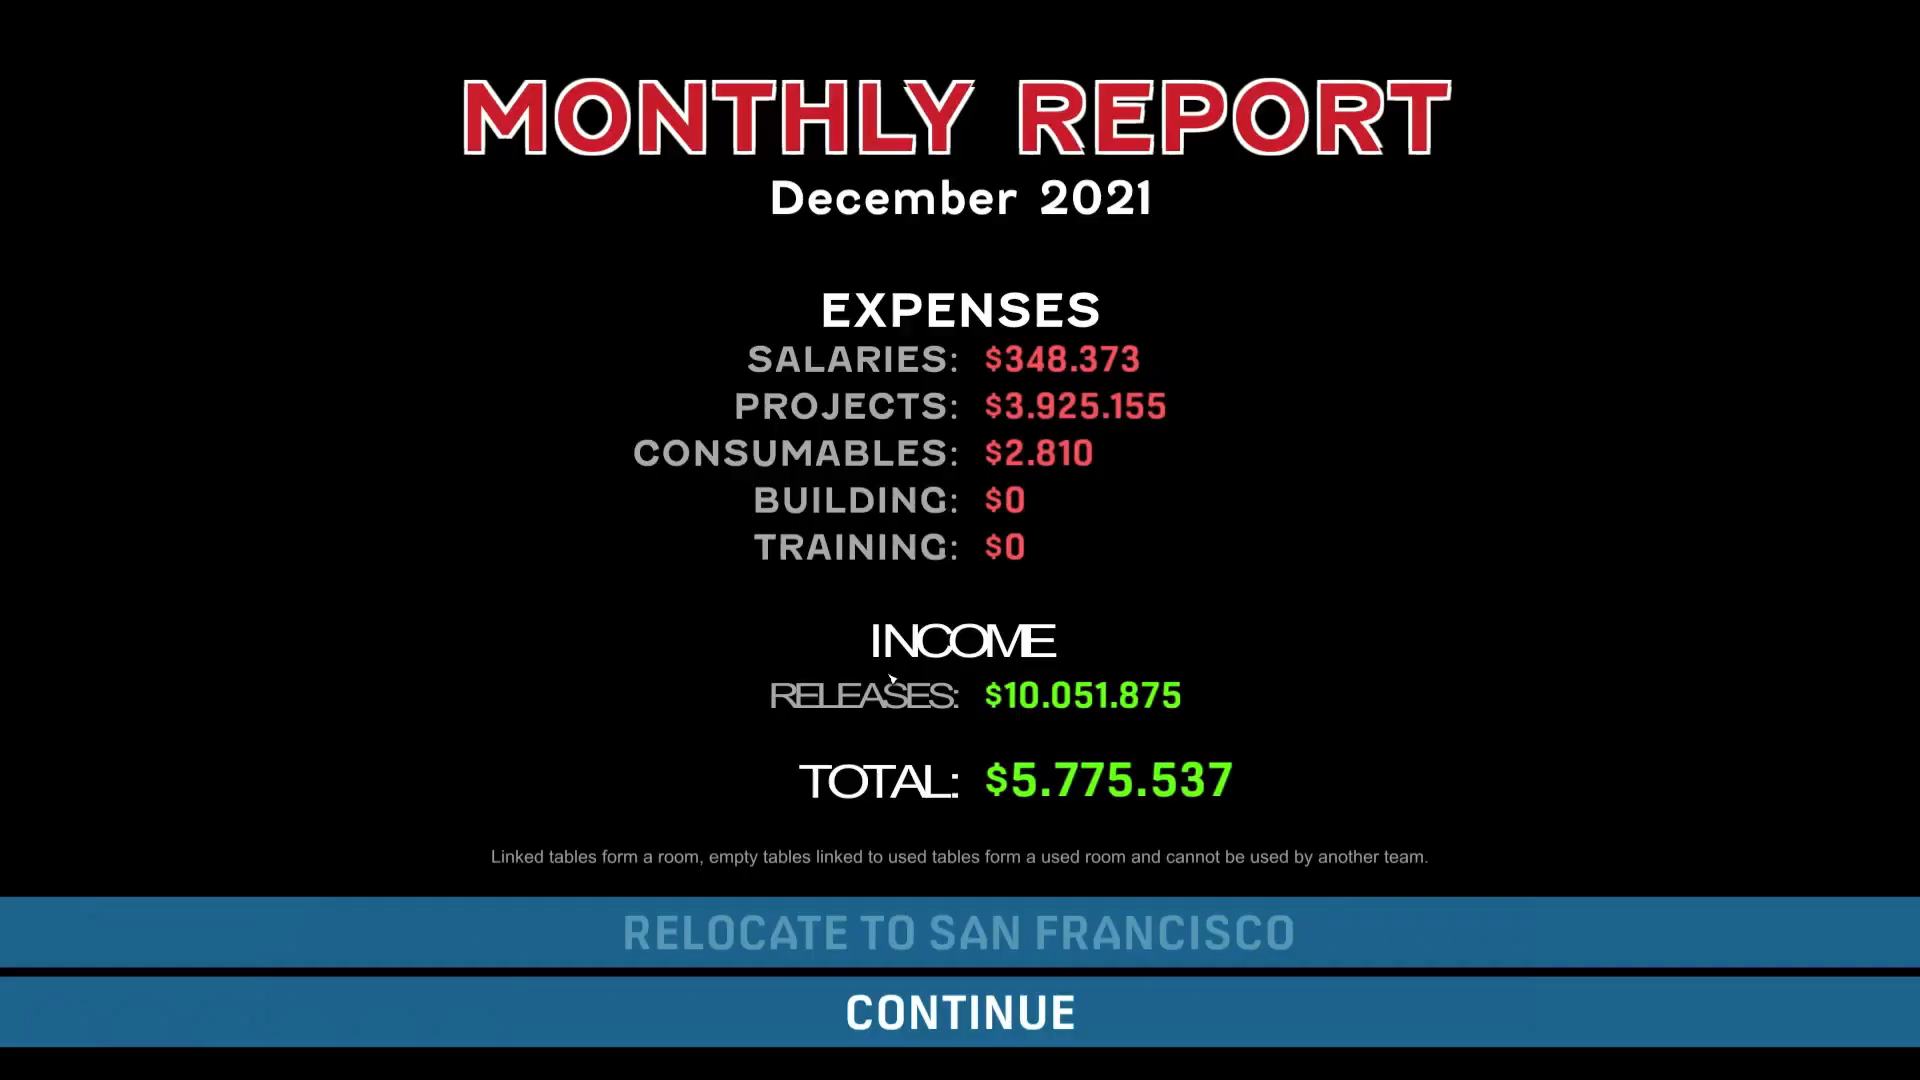 MONTHLY REPORT
December 2021
EXPENSES
SALARIES: $348.373
PROJECTS: $3.925.155
CONSUMABLES: $2.810
BUILDING: $0
TRAINING: $0
INCOME
RELEASES: $10.051.875
TOTAL: $5.775.537
Linked tables form a room, empty tables linked to used tables form a used room and cannot be used by another team.
RELOCATE TO SAN FRANCISCO
CONTINUE